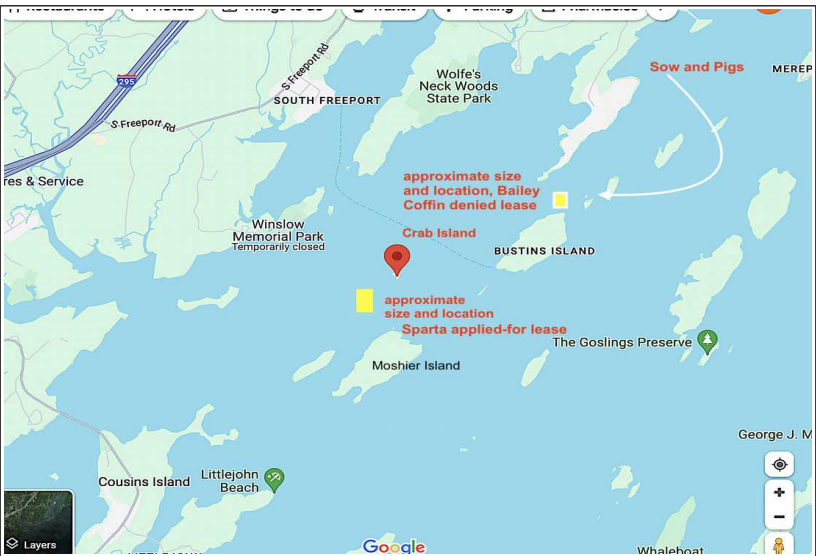 Restaurants
Hotels
Things to do
Transit
Parking
Pharmacies
295
S Freeport Rd
SOUTH FREEPORT
S Freeport Rd
Wolfe's
Neck Woods
State Park
Sow and Pigs
MEREP
res & Service
approximate size
and location, Bailey
Coffin denied lease
Winslow
Memorial Park
Temporarily closed
Crab Island
BUSTINS ISLAND
approximate
size and location
Sparta applied-for lease
The Goslings Preserve
Moshier Island
George J. M
Cousins Island
Littlejohn
Beach
Layers
LITTLEJOHN
Google
Whaleboat